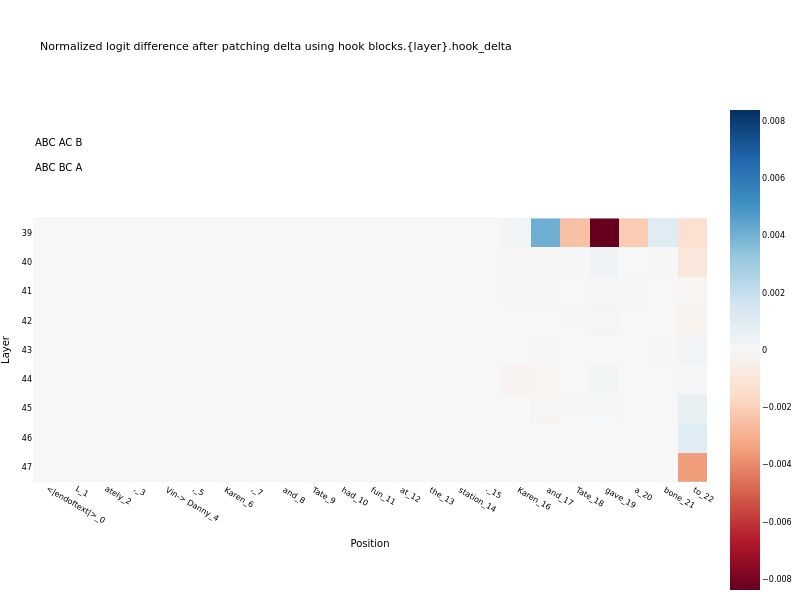 Normalized logit difference after patching delta using hook blocks.{layer}.hook_delta
ABC AC B
ABC BC A
0.008
0.006
0.004
0.002
0
−0.002
−0.004
−0.006
−0.008
Layer
39
40
41
42
43
44
45
46
47
<|endoftext|>_0
L_1
ately_2
,_3
Vin-> Danny_4
,_5
Karen_6
,_7
and_8
Tate_9
had_10
fun_11
at_12
the_13
station_14
._15
Karen_16
and_17
Tate_18
gave_19
a_20
bone_21
to_22
Position